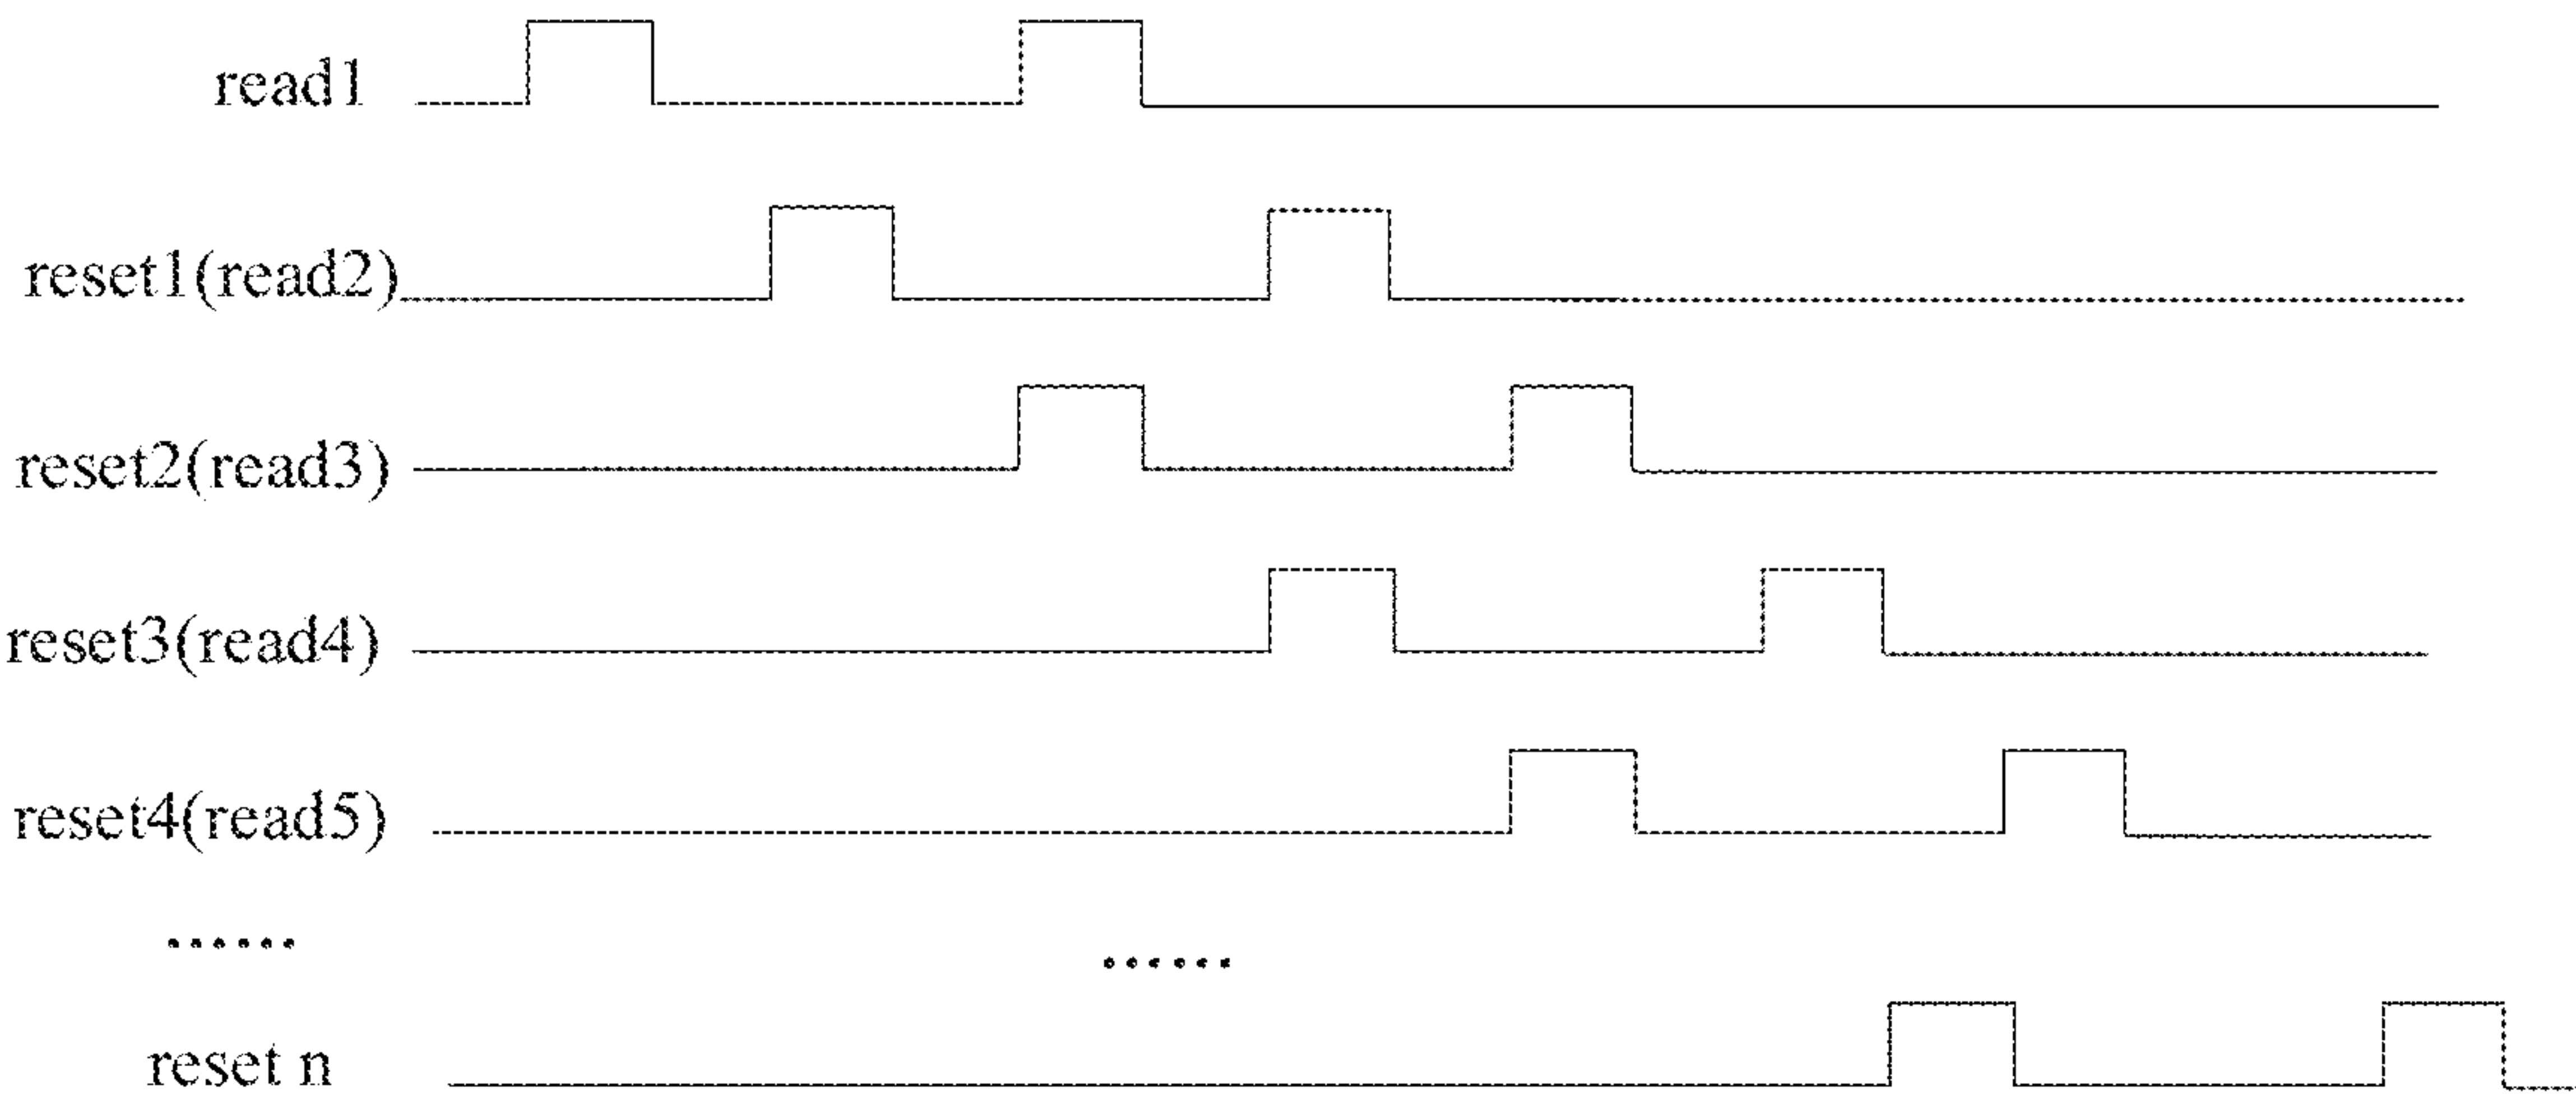 read1
reset1(read2)
reset2(read3)
reset3(read4)
reset4(read5)
......
......
reset n